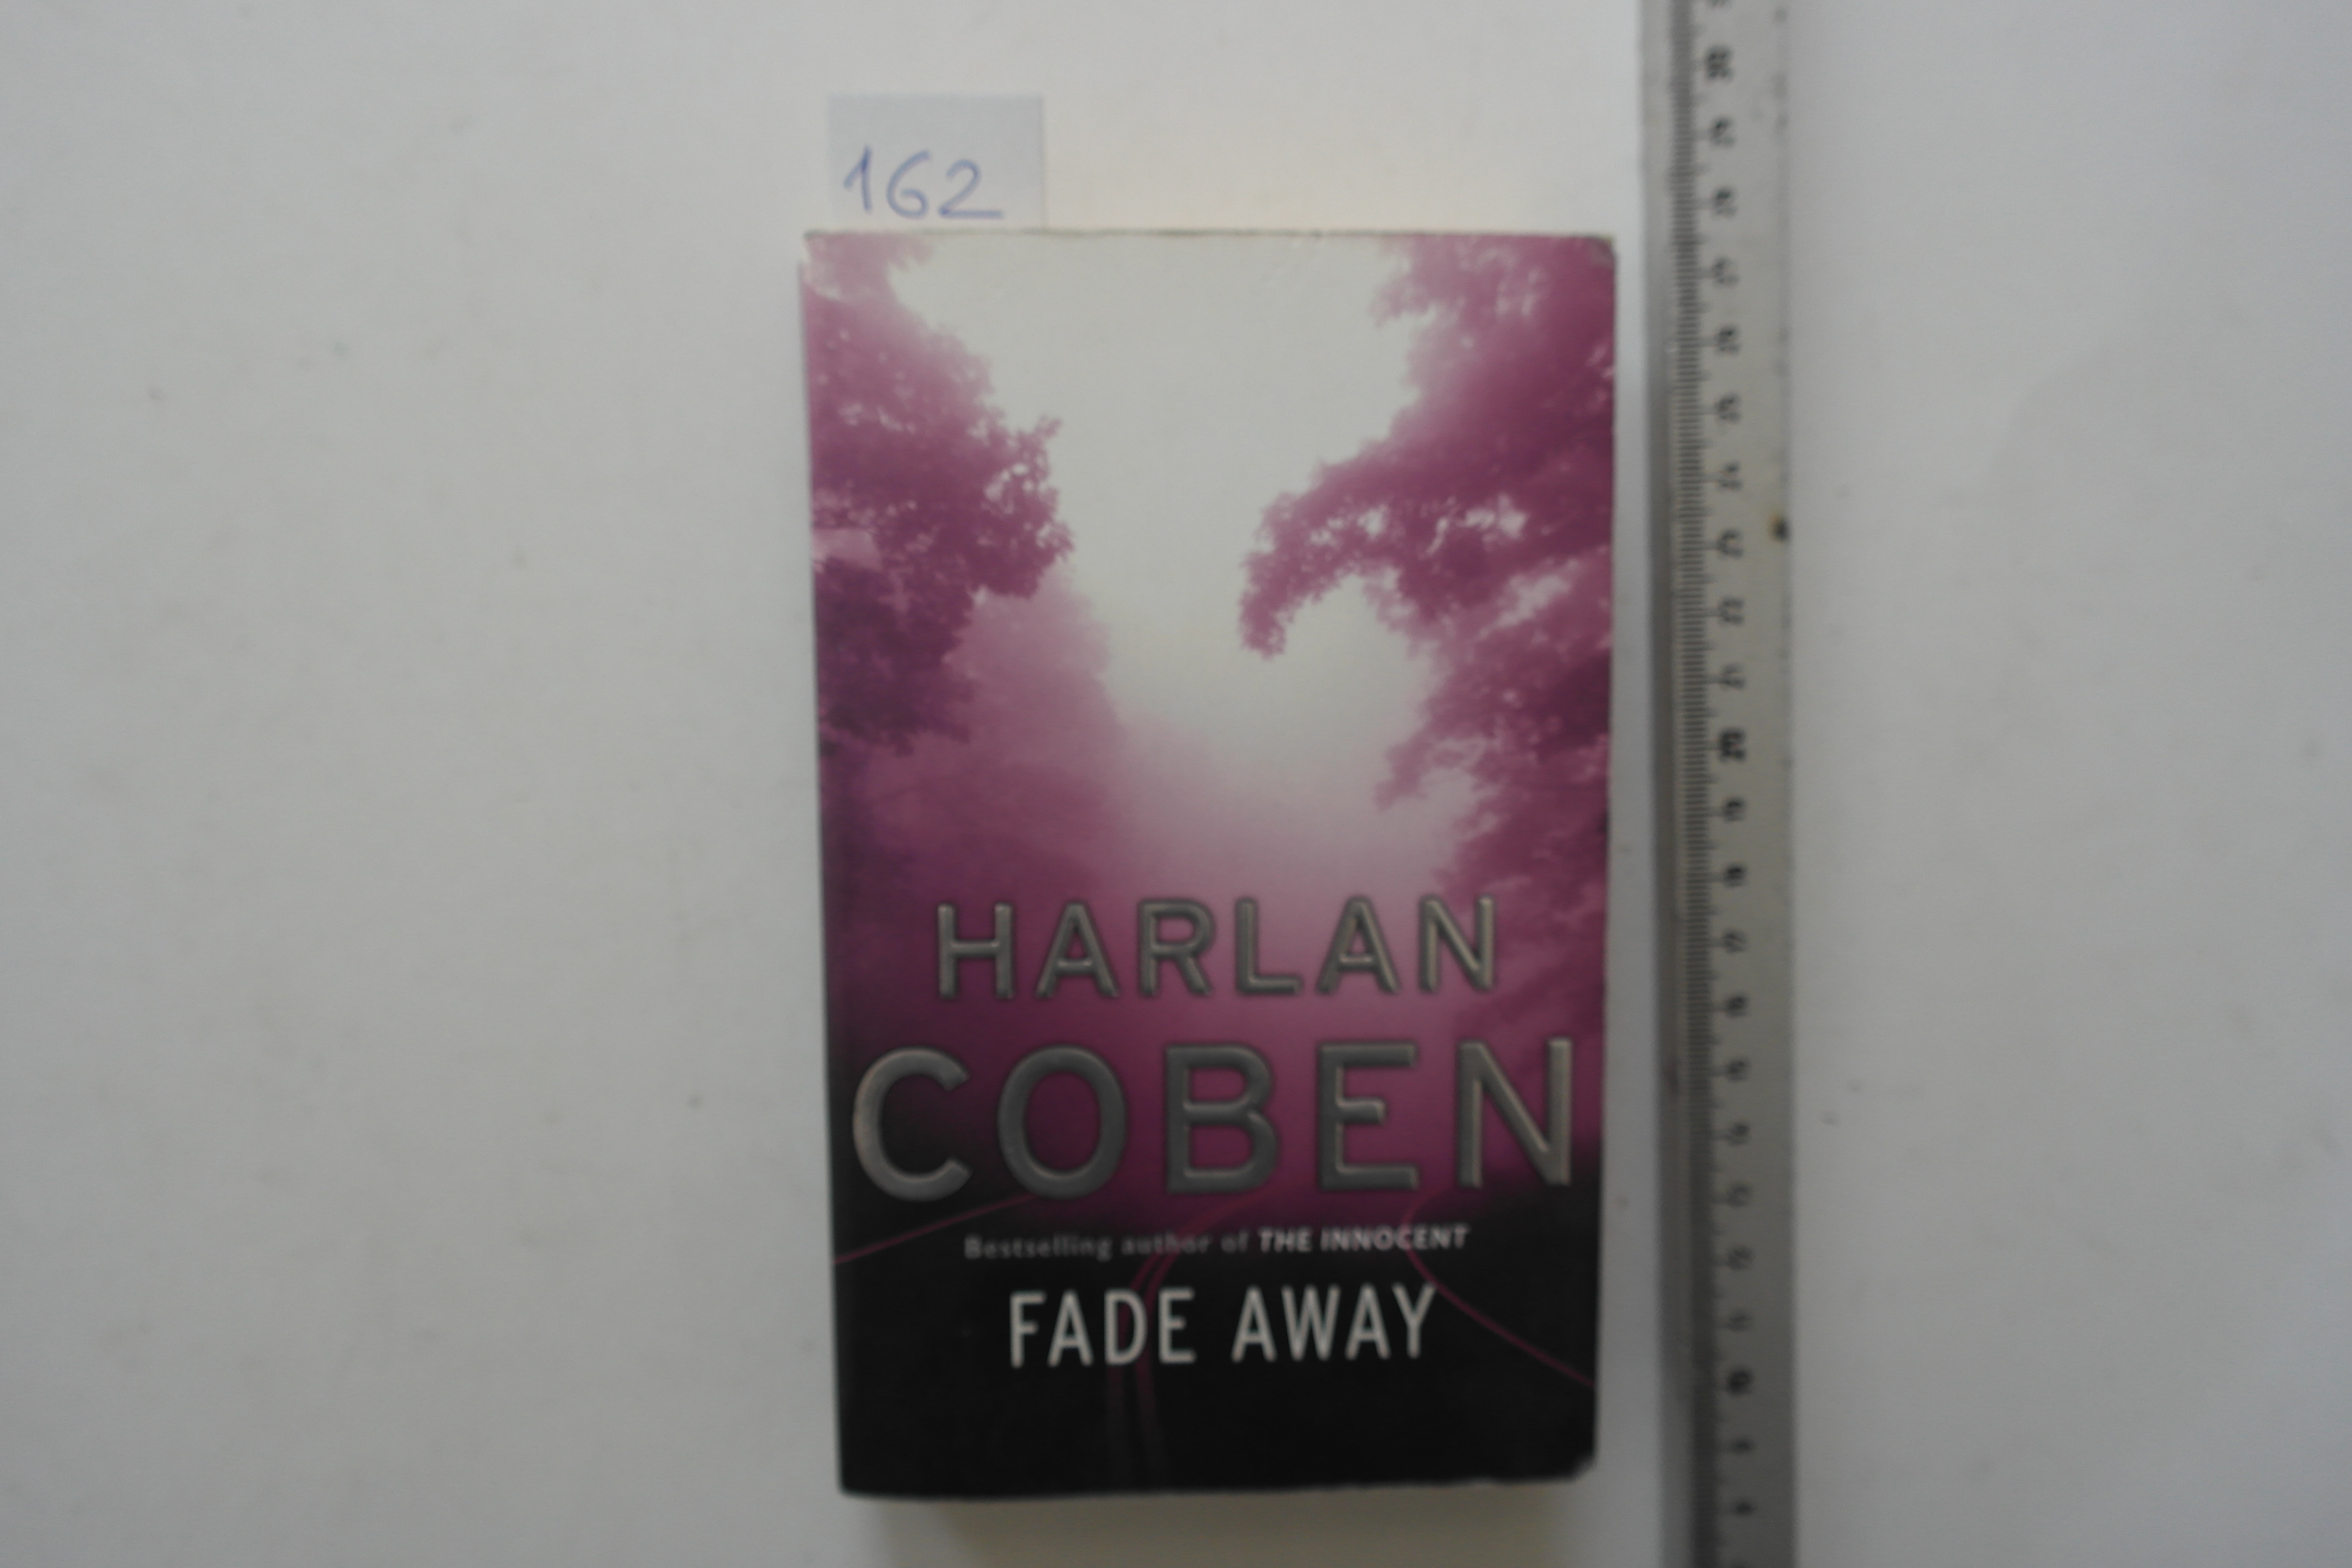 162
HARLAN
COBEN
Bestselling author of THE INNOCENT
FADE AWAY